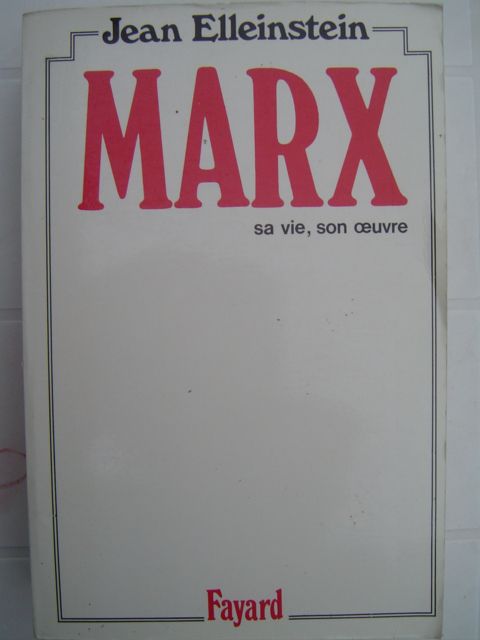 Jean Elleinstein
MARX
sa vie, son œuvre
Fayard